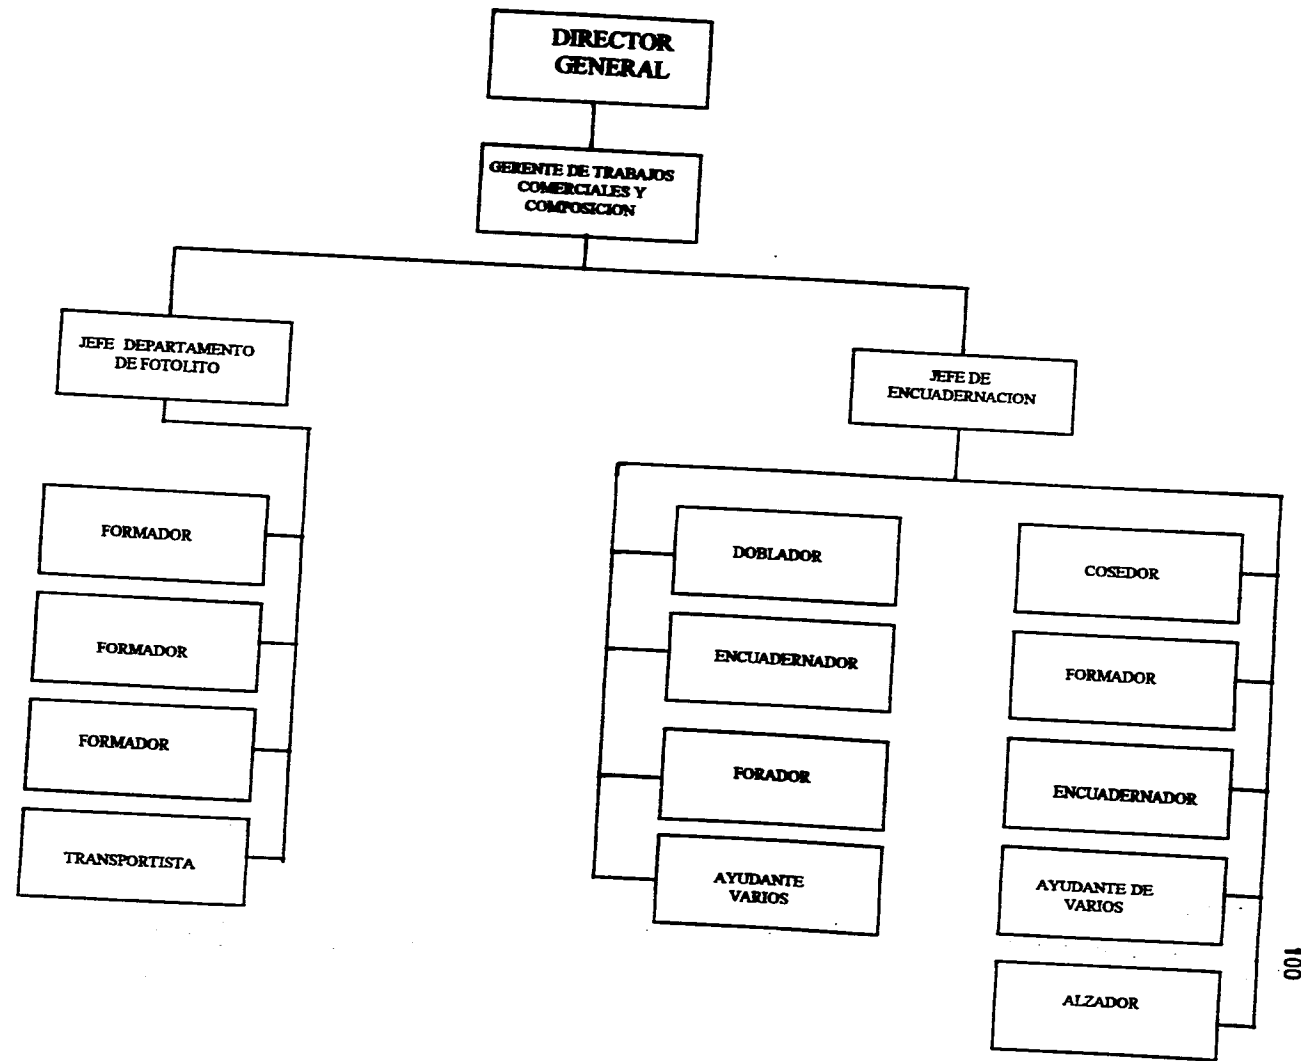 DIRECTOR
GENERAL
GERENTE DE TRABAJOS
COMERCIALES Y
COMPOSICION
JEFE DEPARTAMENTO
DE FOTOLITO
JEFE DE
ENCUADERNACION
FORMADOR
FORMADOR
FORMADOR
TRANSPORTISTA
DOBLADOR
ENCUADERNADOR
FORADOR
AYUDANTE
VARIOS
COSEDOR
FORMADOR
ENCUADERNADOR
AYUDANTE DE
VARIOS
ALZADOR
100